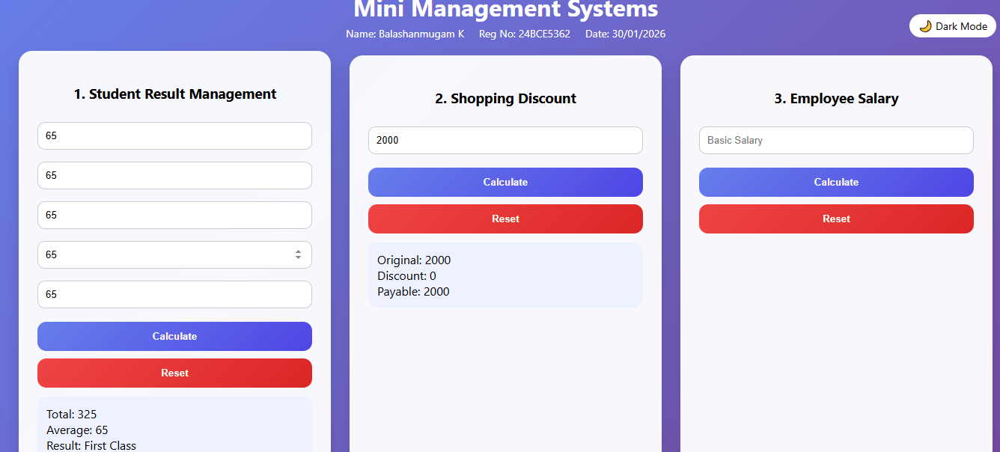 Mini Management Systems
Name: Balashanmugam K Reg No: 24BCE5362 Date: 30/01/2026
🌙 Dark Mode
1. Student Result Management
65
65
65
65
65
Calculate
Reset
Total: 325
Average: 65
Result: First Class
2. Shopping Discount
2000
Calculate
Reset
Original: 2000
Discount: 0
Payable: 2000
3. Employee Salary
Basic Salary
Calculate
Reset